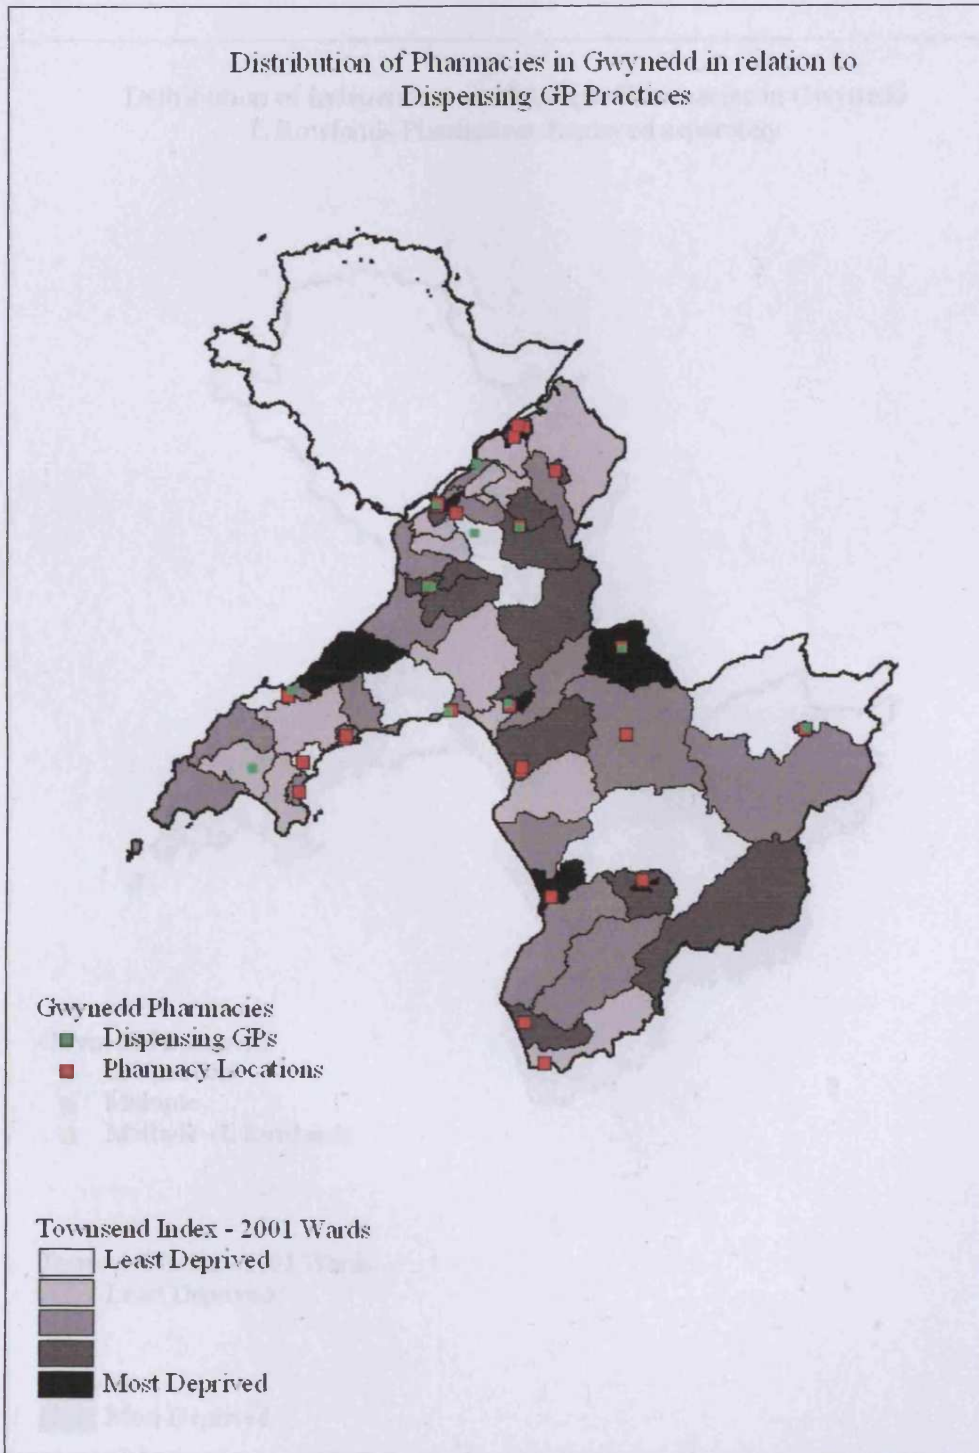 Distribution of Pharmacies in Gwynedd in relation to
Dispensing GP Practices
Gwynedd Pharmacies
Dispensing GPs
Pharmacy Locations
Townsend Index - 2001 Wards
Least Deprived
Most Deprived